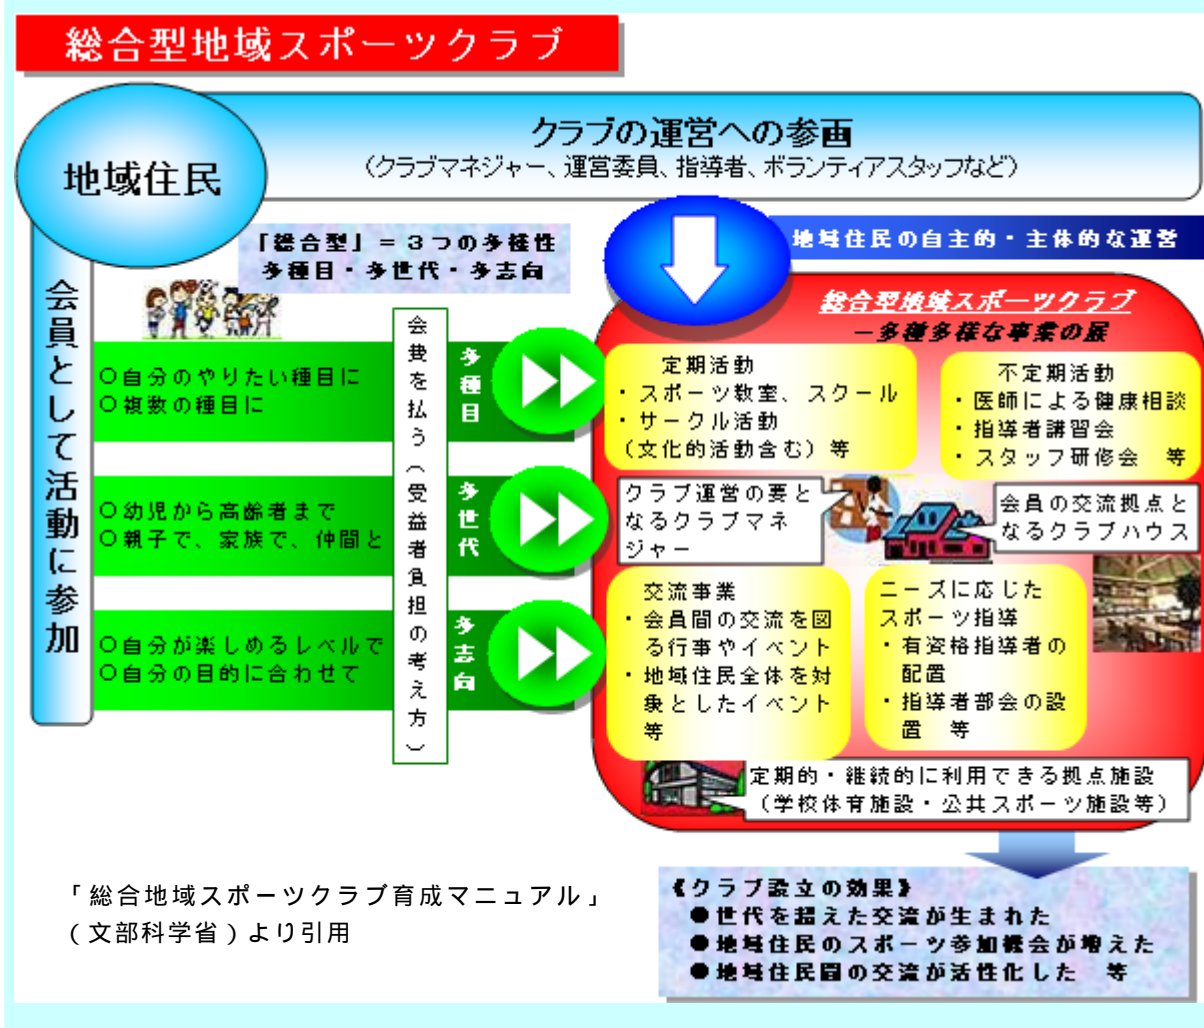 総合型地域スポーツクラブ
地域住民
クラブの運営への参画
（クラブマネジャー、運営委員、指導者、ボランティアスタッフなど）
会員として活動に参加
「総合型」＝３つの多様性
多種目・多世代・多志向
地域住民の自主的・主体的な運営
○自分のやりたい種目に
○複数の種目に
○幼児から高齢者まで
○親子で、家族で、仲間と
○自分が楽しめるレベルで
○自分の目的に合わせて
会費を払う（受益者負担の考え方）
多種目
多世代
多志向
総合型地域スポーツクラブ
－多種多様な事業の展
定期活動
・スポーツ教室、スクール
・サークル活動
（文化的活動含む）等
不定期活動
・医師による健康相談
・指導者講習会
・スタッフ研修会　等
クラブ運営の要と
なるクラブマネ
ジャー
会員の交流拠点と
なるクラブハウス
交流事業
・会員間の交流を図
る行事やイベント
・地域住民全体を対
象としたイベント
等
ニーズに応じた
スポーツ指導
・有資格指導者の
配置
・指導者部会の設
置　等
定期的・継続的に利用できる拠点施設
（学校体育施設・公共スポーツ施設等）
「総合地域スポーツクラブ育成マニュアル」
（文部科学省）より引用
《クラブ設立の効果》
●世代を超えた交流が生まれた
●地域住民のスポーツ参加機会が増えた
●地域住民間の交流が活性化した　等